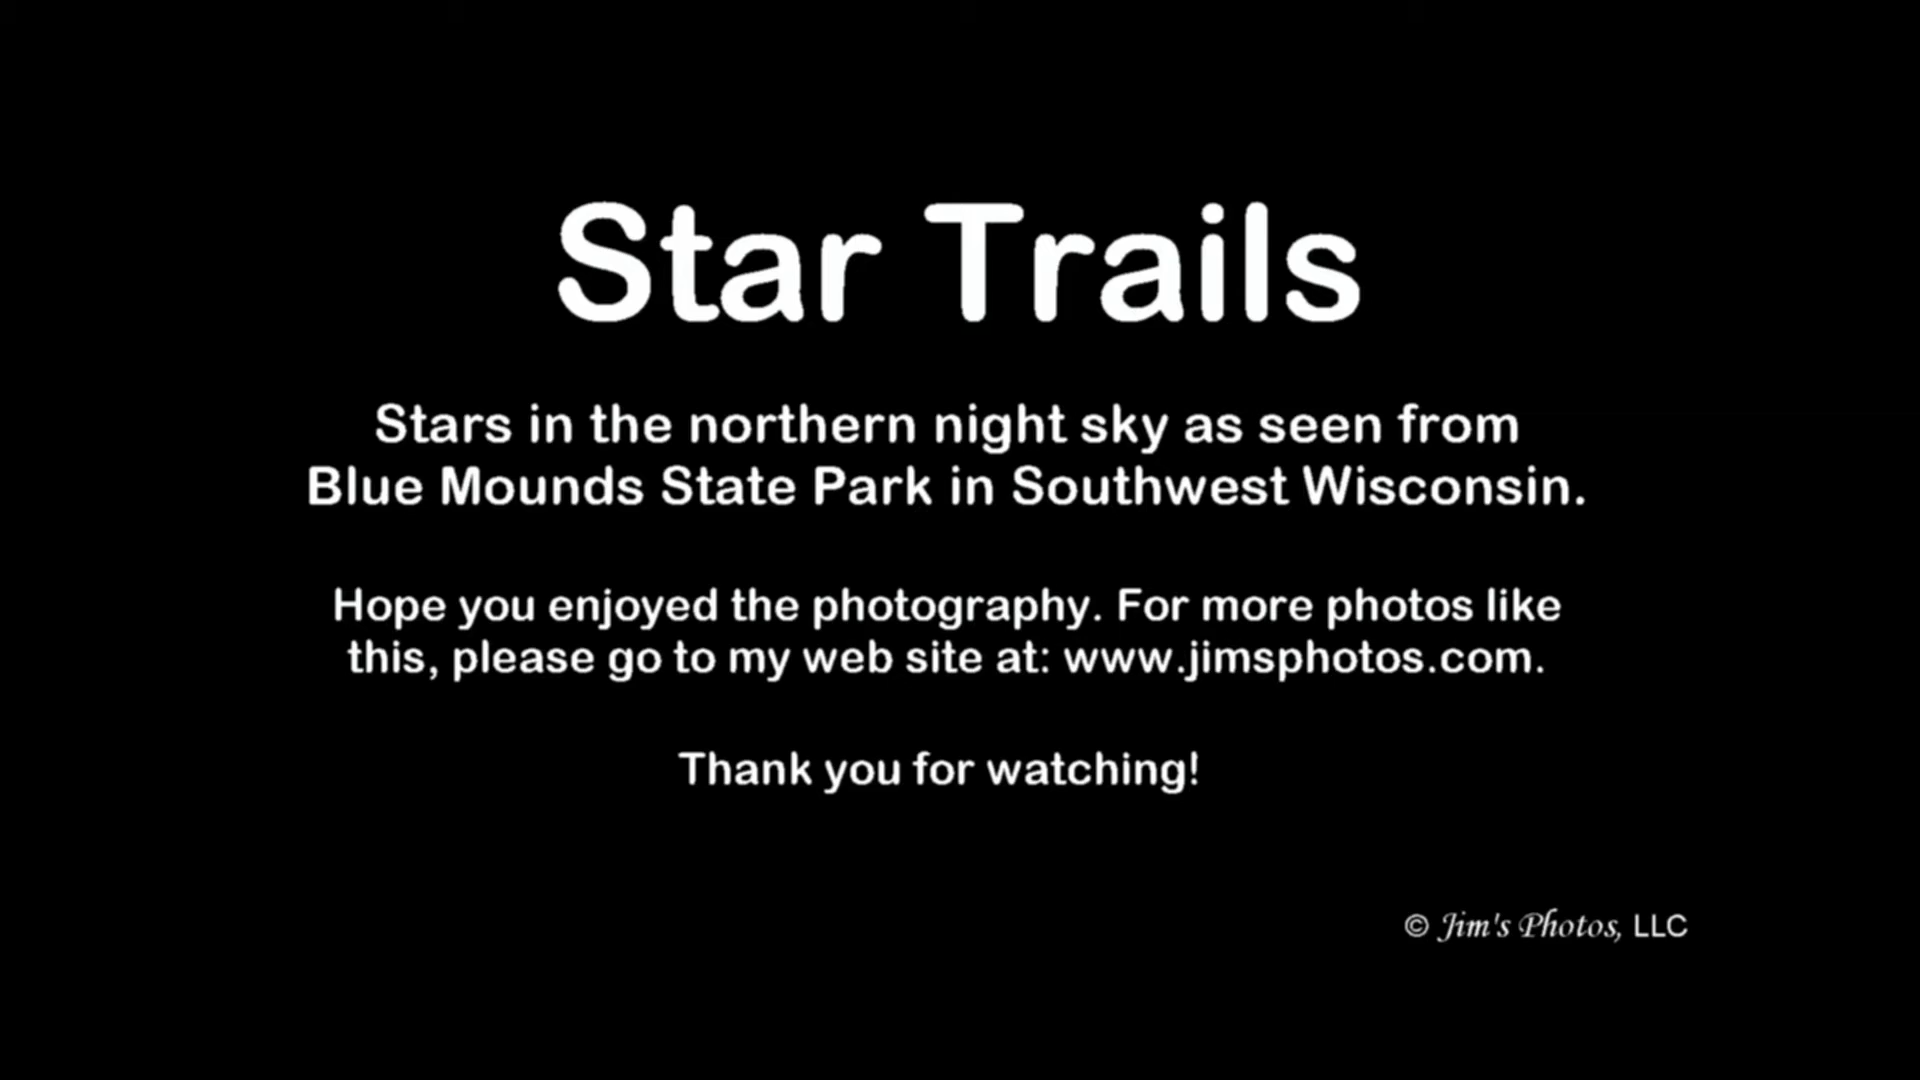 Star Trails
Stars in the northern night sky as seen from
Blue Mounds State Park in Southwest Wisconsin.
Hope you enjoyed the photography. For more photos like
this, please go to my web site at: www.jimsphotos.com.
Thank you for watching!
© Jim's Photos, LLC